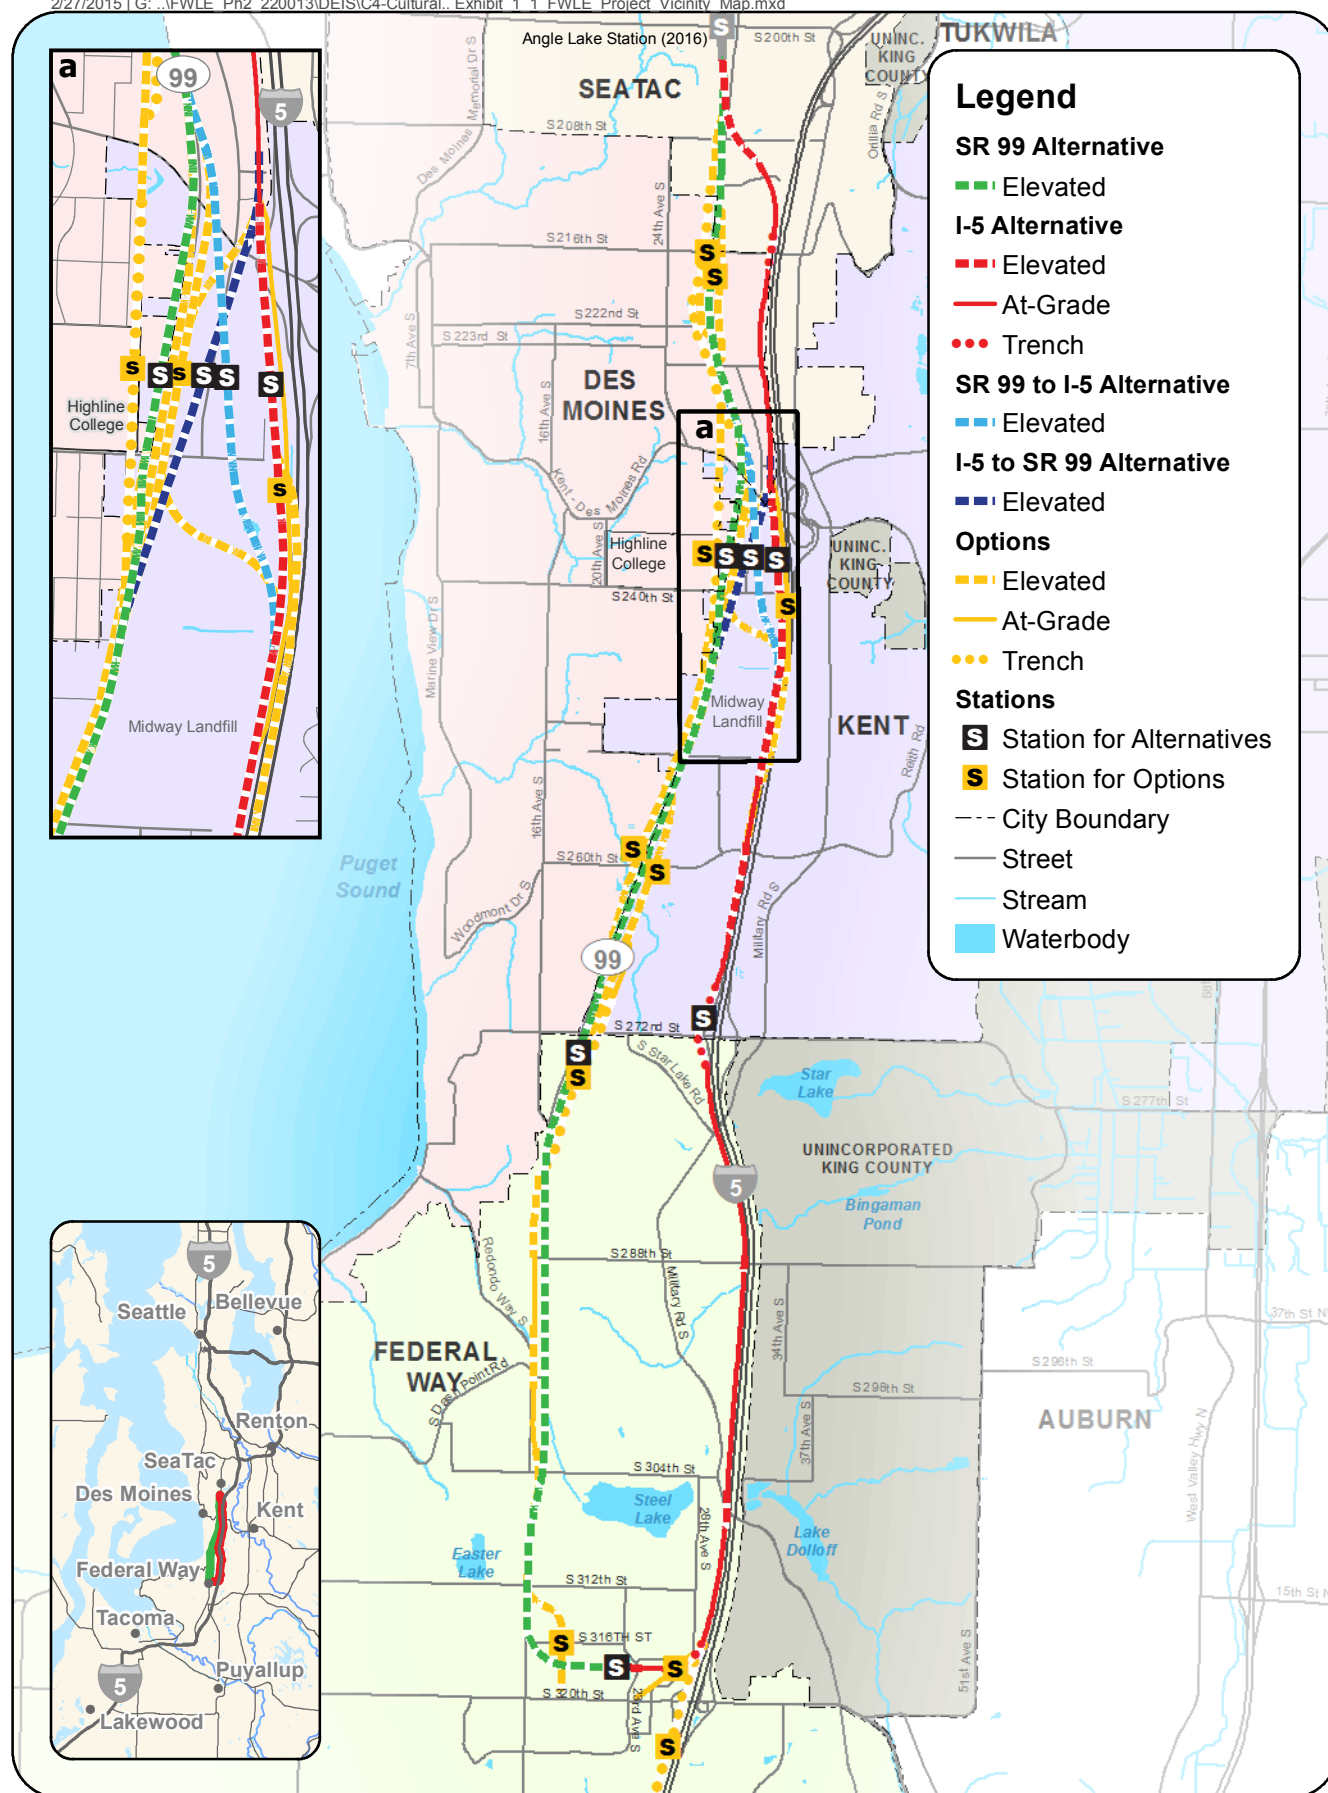 2/27/2015 | G: ..\FWLE_Ph2_220013\DEIS\C4-Cultural.. Exhibit_1_1_FWLE_Project_Vicinity_Map.mxd
Angle Lake Station (2016)
S
S 200th St
TUKWILA
UNINC.
KING
COUNTY
SEATAC
Des Moines Memorial Dr S
S 208th St
Orillia Rd S
24th Ave S
S 216th St
S
S
7th Ave S
S 222nd St
S 223rd St
DES
MOINES
16th Ave S
a
Kent - Des Moines Rd
20th Ave S
Highline
College
S
S
S
S
S
UNINC.
KING
COUNTY
S 240th St
Marine View Dr S
Midway
Landfill
KENT
Reith Rd
16th Ave S
S
S 260th St
S
Puget
Sound
Woodmont Dr S
Military Rd S
99
S
S 272nd St
S
S
S Star Lake Rd
Star
Lake
S 277th St
UNINCORPORATED
KING COUNTY
5
Bingaman
Pond
Redondo Way S
S 288th St
Military Rd S
34th Ave S
37th St N
FEDERAL
WAY
S Dash Point Rd
S 296th St
S 298th St
AUBURN
37th Ave S
West Valley Hwy N
S 304th St
Steel
Lake
28th Ave S
Lake
Dolloff
Easter
Lake
S 312th St
15th St N
S
S 316TH ST
S
S
S 320th St
23rd Ave S
51st Ave S
S
a
99
5
S
S
S
S
S
S
Highline
College
S
Midway Landfill
5
Seattle
Bellevue
Renton
SeaTac
Des Moines
Kent
Federal Way
Tacoma
Puyallup
5
Lakewood
Legend
SR 99 Alternative
Elevated
I-5 Alternative
Elevated
At-Grade
Trench
SR 99 to I-5 Alternative
Elevated
I-5 to SR 99 Alternative
Elevated
Options
Elevated
At-Grade
Trench
Stations
S Station for Alternatives
S Station for Options
City Boundary
Street
Stream
Waterbody